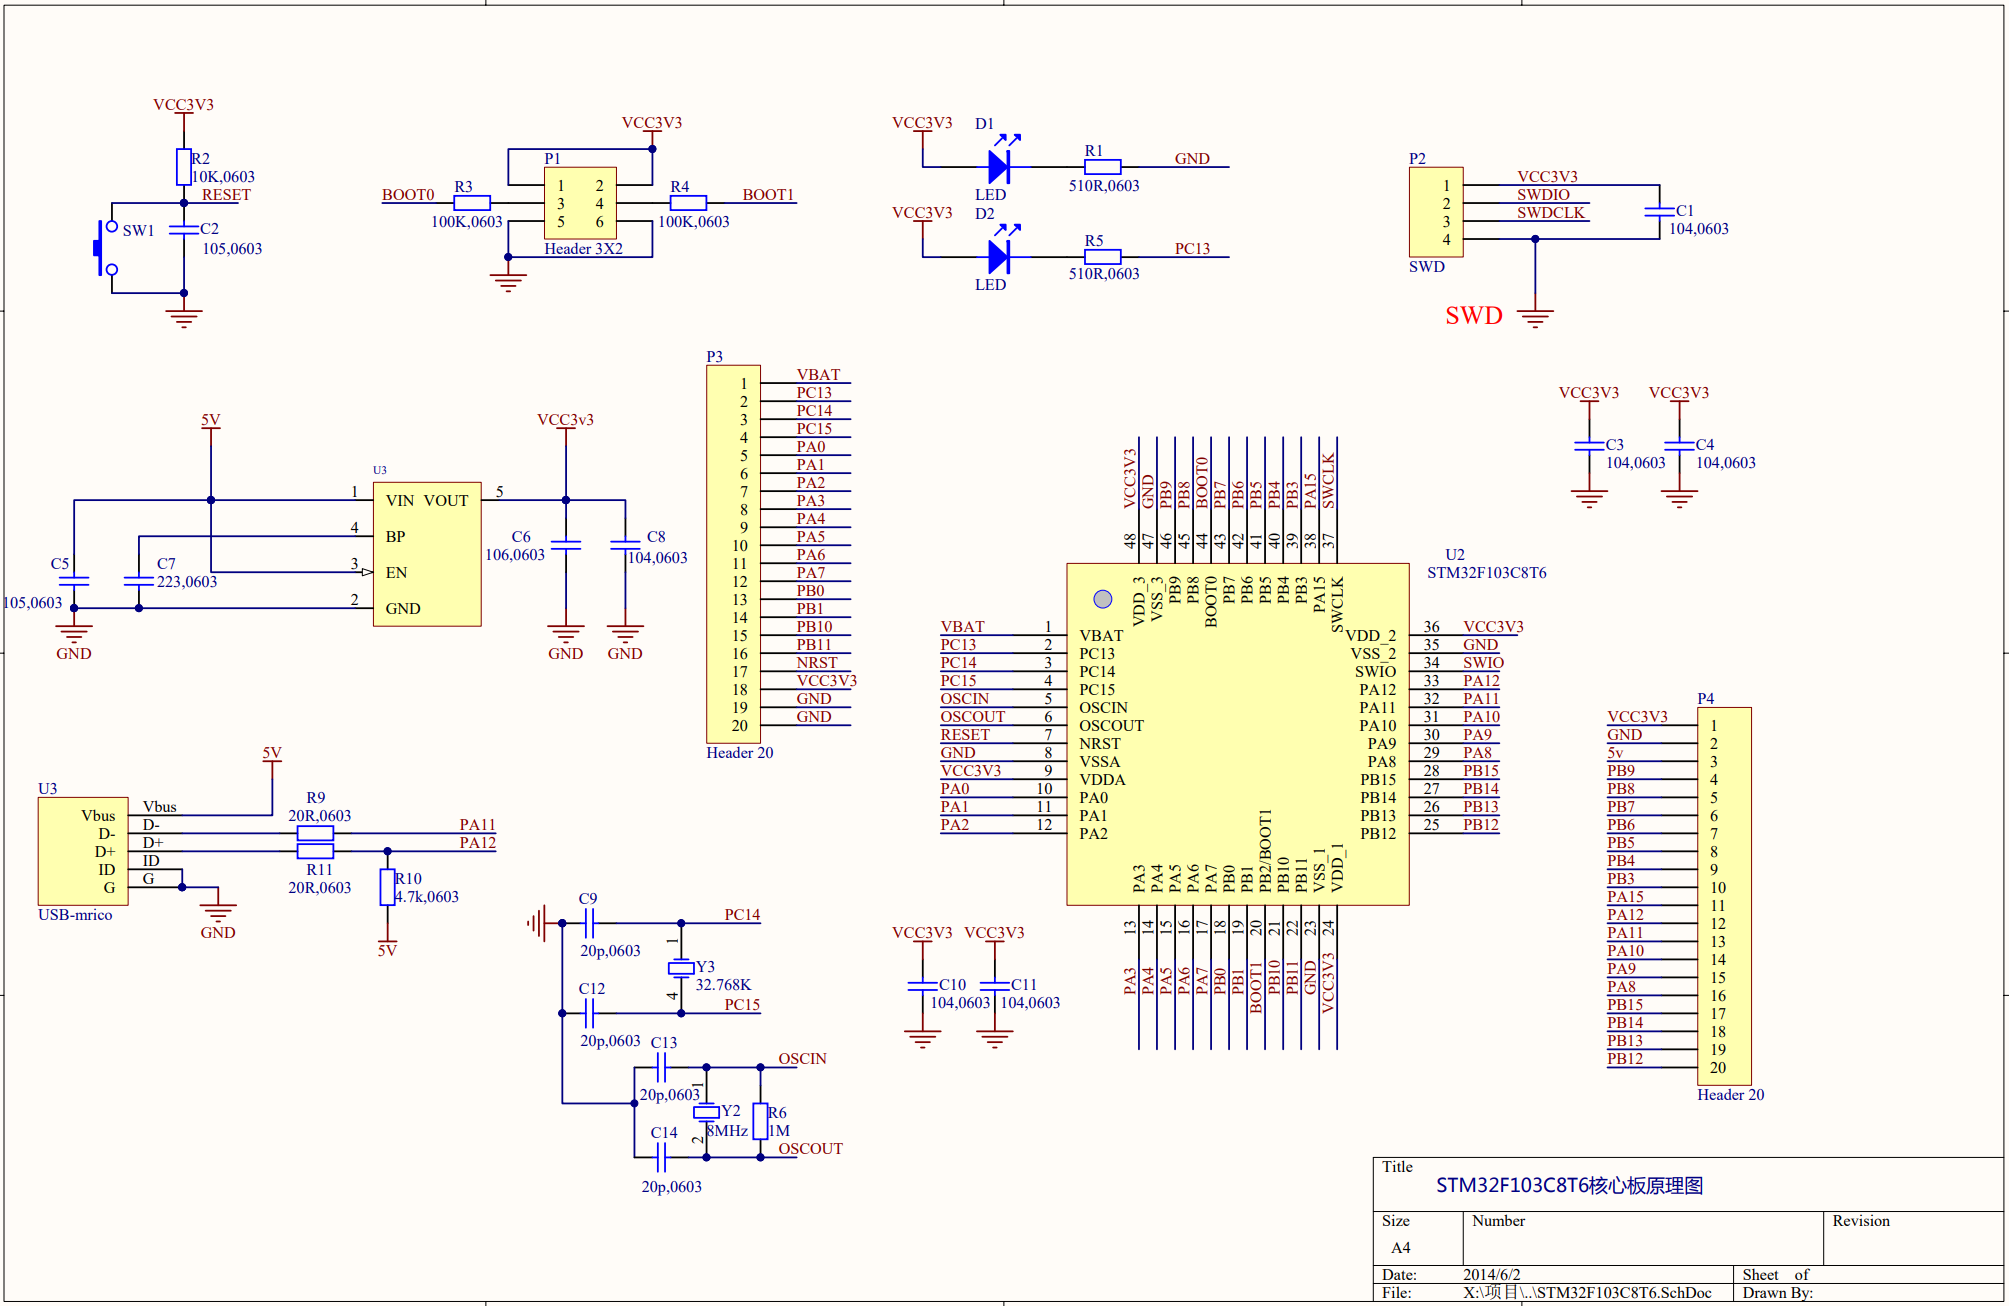 VCC3V3
R2
10K,0603
RESET
SW1
C2
105,0603
VCC3V3
P1
BOOT0
R3
100K,0603
1 2
3 4
5 6
R4
100K,0603
BOOT1
Header 3X2
VCC3V3
D1
LED
R1
510R,0603
GND
VCC3V3
D2
LED
R5
510R,0603
PC13
P2
1 VCC3V3
2 SWDIO
3 SWDCLK
4
SWD
C1
104,0603
SWD
5V
VCC3v3
U3
1 VIN VOUT 5
4 BP
3 EN
2 GND
C5
105,0603
C7
223,0603
C6
106,0603
C8
104,0603
GND
GND
GND
P3
1 VBAT
2 PC13
3 PC14
4 PC15
5 PA0
6 PA1
7 PA2
8 PA3
9 PA4
10 PA5
11 PA6
12 PA7
13 PB0
14 PB1
15 PB10
16 PB11
17 NRST
18 VCC3V3
19 GND
20 GND
Header 20
VCC3V3
C3
104,0603
VCC3V3
C4
104,0603
U2
STM32F103C8T6
VCC3V3 48 VDD_3
GND 47 VSS_3
PB9 46 PB9
PB8 45 PB8
BOOT0 44 BOOT0
PB7 43 PB7
PB6 42 PB6
PB5 41 PB5
PB4 40 PB4
PB3 39 PB3
PA15 38 PA15
SWCLK 37 SWCLK
VBAT 1 VBAT
PC13 2 PC13
PC14 3 PC14
PC15 4 PC15
OSCIN 5 OSCIN
OSCOUT 6 OSCOUT
RESET 7 NRST
GND 8 VSSA
VCC3V3 9 VDDA
PA0 10 PA0
PA1 11 PA1
PA2 12 PA2
VDD_2 36 VCC3V3
VSS_2 35 GND
SWIO 34 SWIO
PA12 33 PA12
PA11 32 PA11
PA10 31 PA10
PA9 30 PA9
PA8 29 PA8
PB15 28 PB15
PB14 27 PB14
PB13 26 PB13
PB12 25 PB12
PA3 13 PA3
PA4 14 PA4
PA5 15 PA5
PA6 16 PA6
PA7 17 PA7
PB0 18 PB0
PB1 19 PB1
PB2/BOOT1 20 BOOT1
PB10 21 PB10
PB11 22 PB11
VSS_1 23 GND
VDD_1 24 VCC3V3
P4
VCC3V3 1
GND 2
5v 3
PB9 4
PB8 5
PB7 6
PB6 7
PB5 8
PB4 9
PB3 10
PA15 11
PA12 12
PA11 13
PA10 14
PA9 15
PA8 16
PB15 17
PB14 18
PB13 19
PB12 20
Header 20
5V
U3
Vbus Vbus
D- D-
D+ D+
ID ID
G G
USB-mrico
R9
20R,0603
PA11
PA12
R11
20R,0603
R10
4.7k,0603
5V
GND
C9
20p,0603
PC14
1
Y3
32.768K
4
C12
20p,0603
PC15
C13
20p,0603
OSCIN
1
Y2
8MHz
2
R6
1M
C14
20p,0603
OSCOUT
VCC3V3
C10
104,0603
VCC3V3
C11
104,0603
Title
STM32F103C8T6核心板原理图
Size
A4
Number
Revision
Date: 2014/6/2
Sheet of
File: X:\项目\..\STM32F103C8T6.SchDoc
Drawn By: